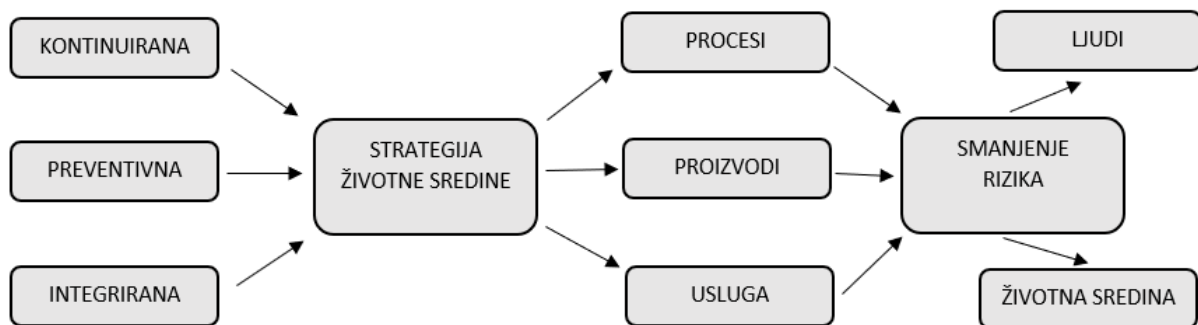 KONTINUIRANA
PREVENTIVNA
INTEGRIRANA
STRATEGIJA
ŽIVOTNE SREDINE
PROCESI
PROIZVODI
USLUGA
SMANJENJE
RIZIKA
LJUDI
ŽIVOTNA SREDINA